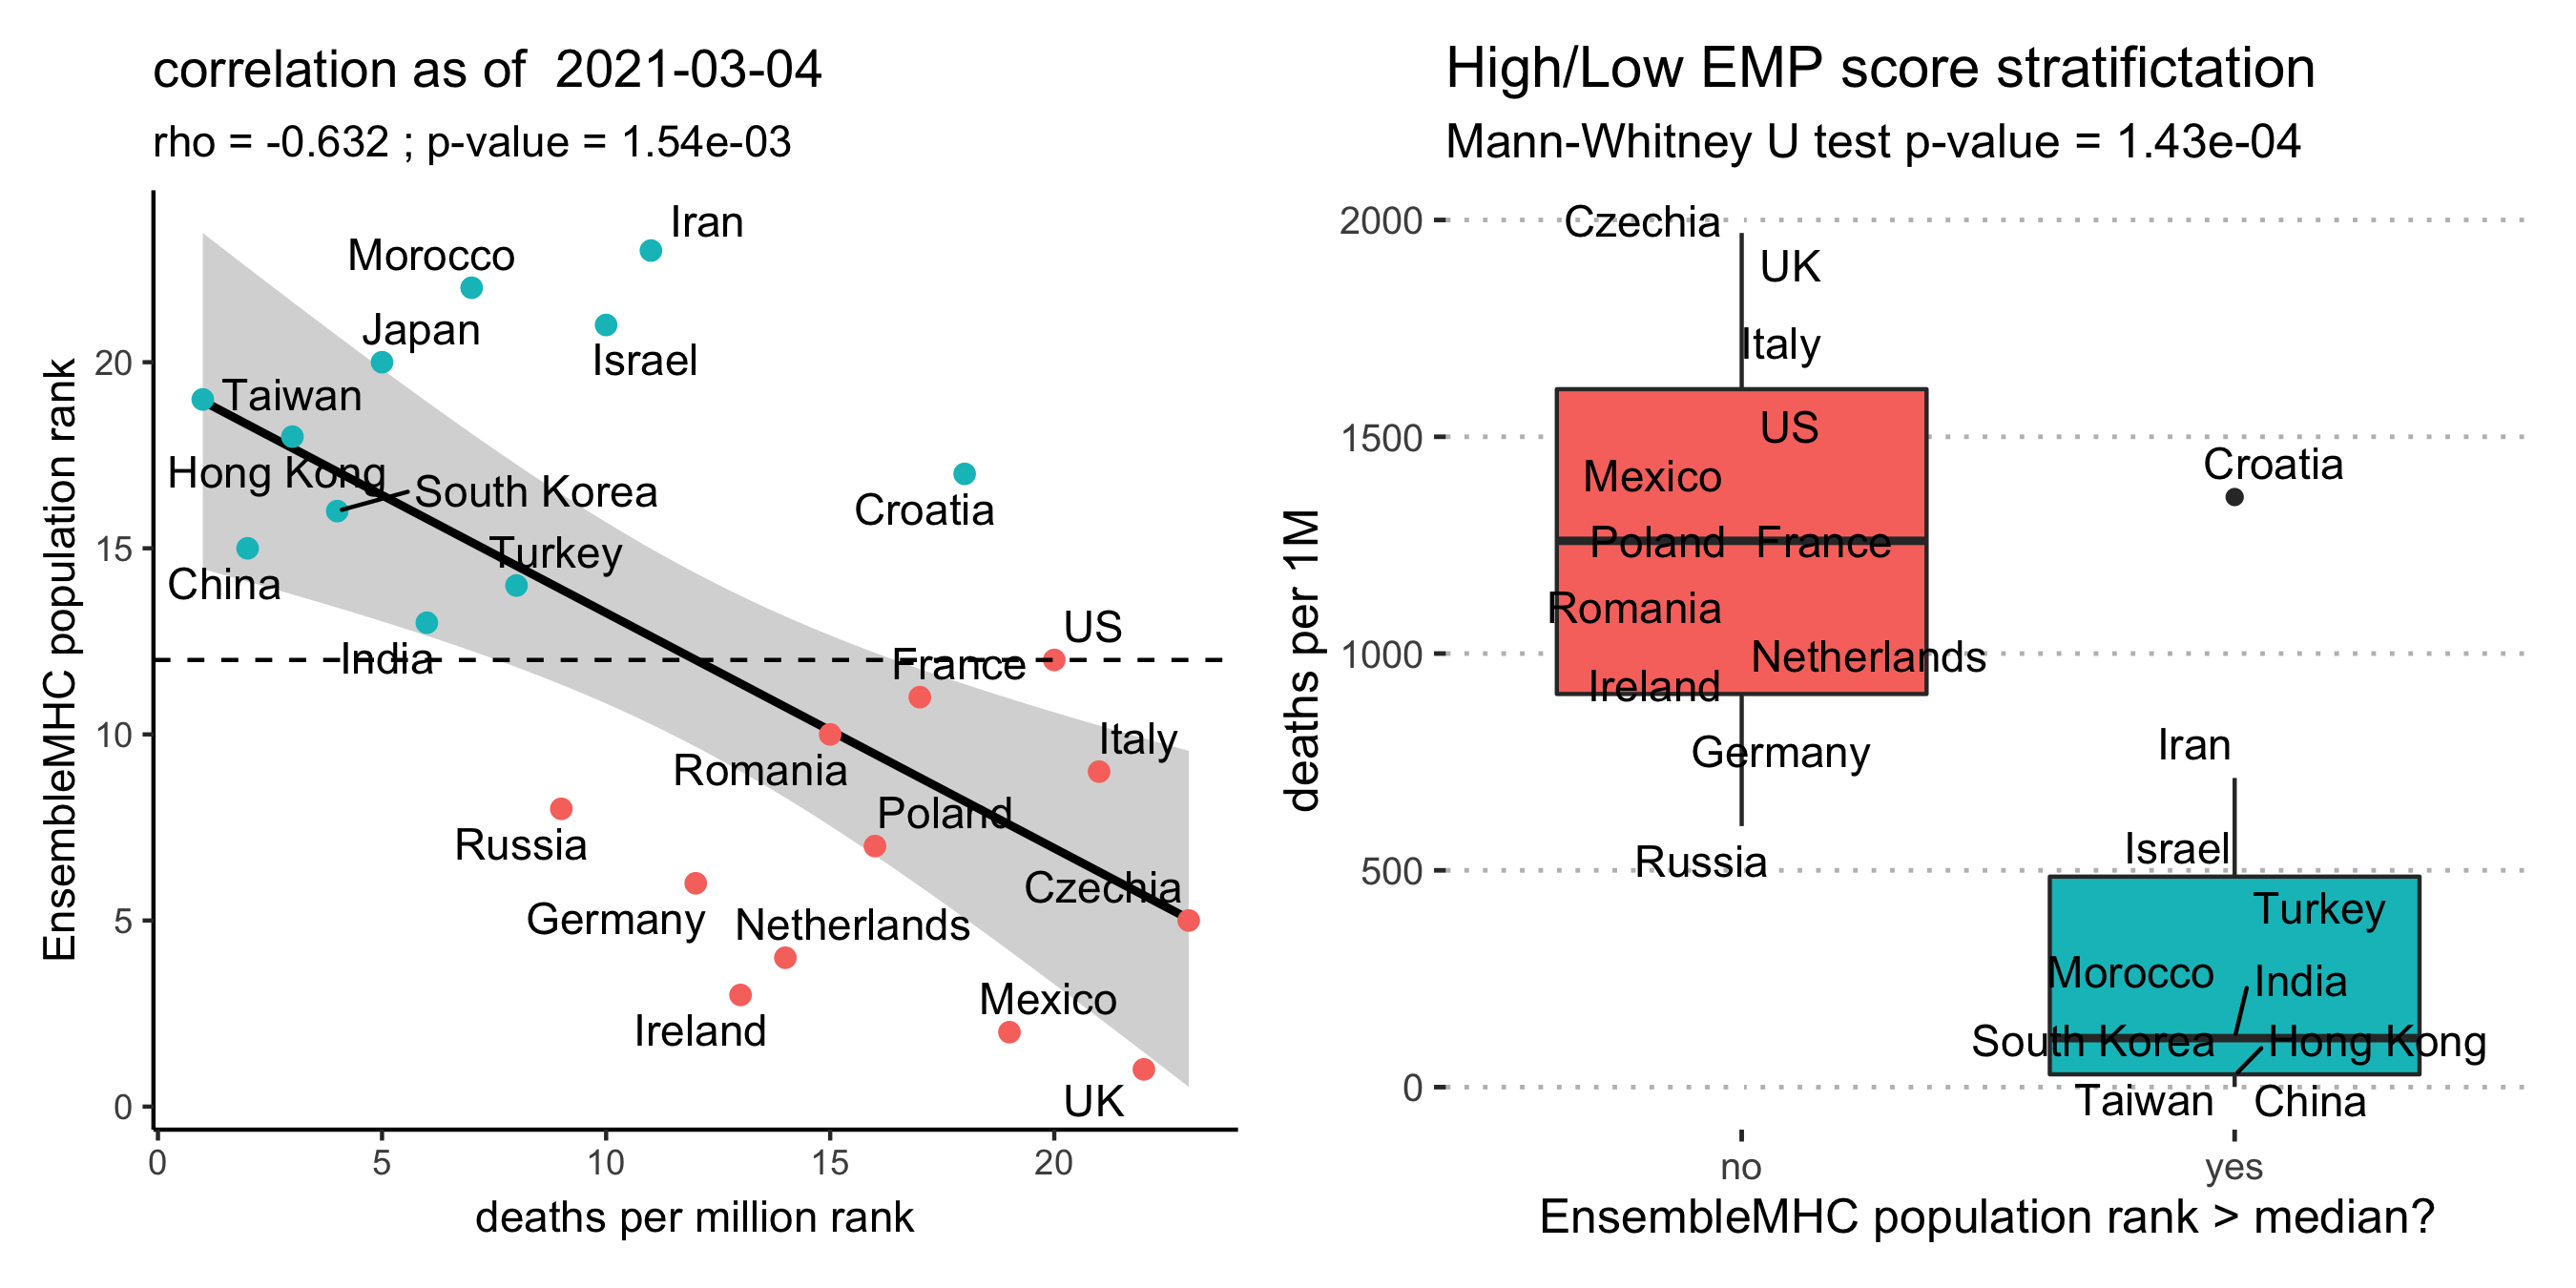 correlation as of  2021-03-04
rho = -0.632 ; p-value = 1.54e-03
EnsembleMHC population rank
20
15
10
5
0
Iran
Morocco
Japan
Israel
Taiwan
Hong Kong
South Korea
Croatia
Turkey
China
US
India
France
Italy
Romania
Poland
Russia
Czechia
Germany
Netherlands
Mexico
Ireland
UK
0
5
10
15
20
deaths per million rank
High/Low EMP score stratifictation
Mann-Whitney U test p-value = 1.43e-04
deaths per 1M
2000
1500
1000
500
0
Czechia
UK
Italy
US
Mexico
Poland
France
Romania
Netherlands
Ireland
Germany
Russia
Croatia
Iran
Israel
Turkey
Morocco
India
South Korea
Hong Kong
Taiwan
China
no
yes
EnsembleMHC population rank > median?